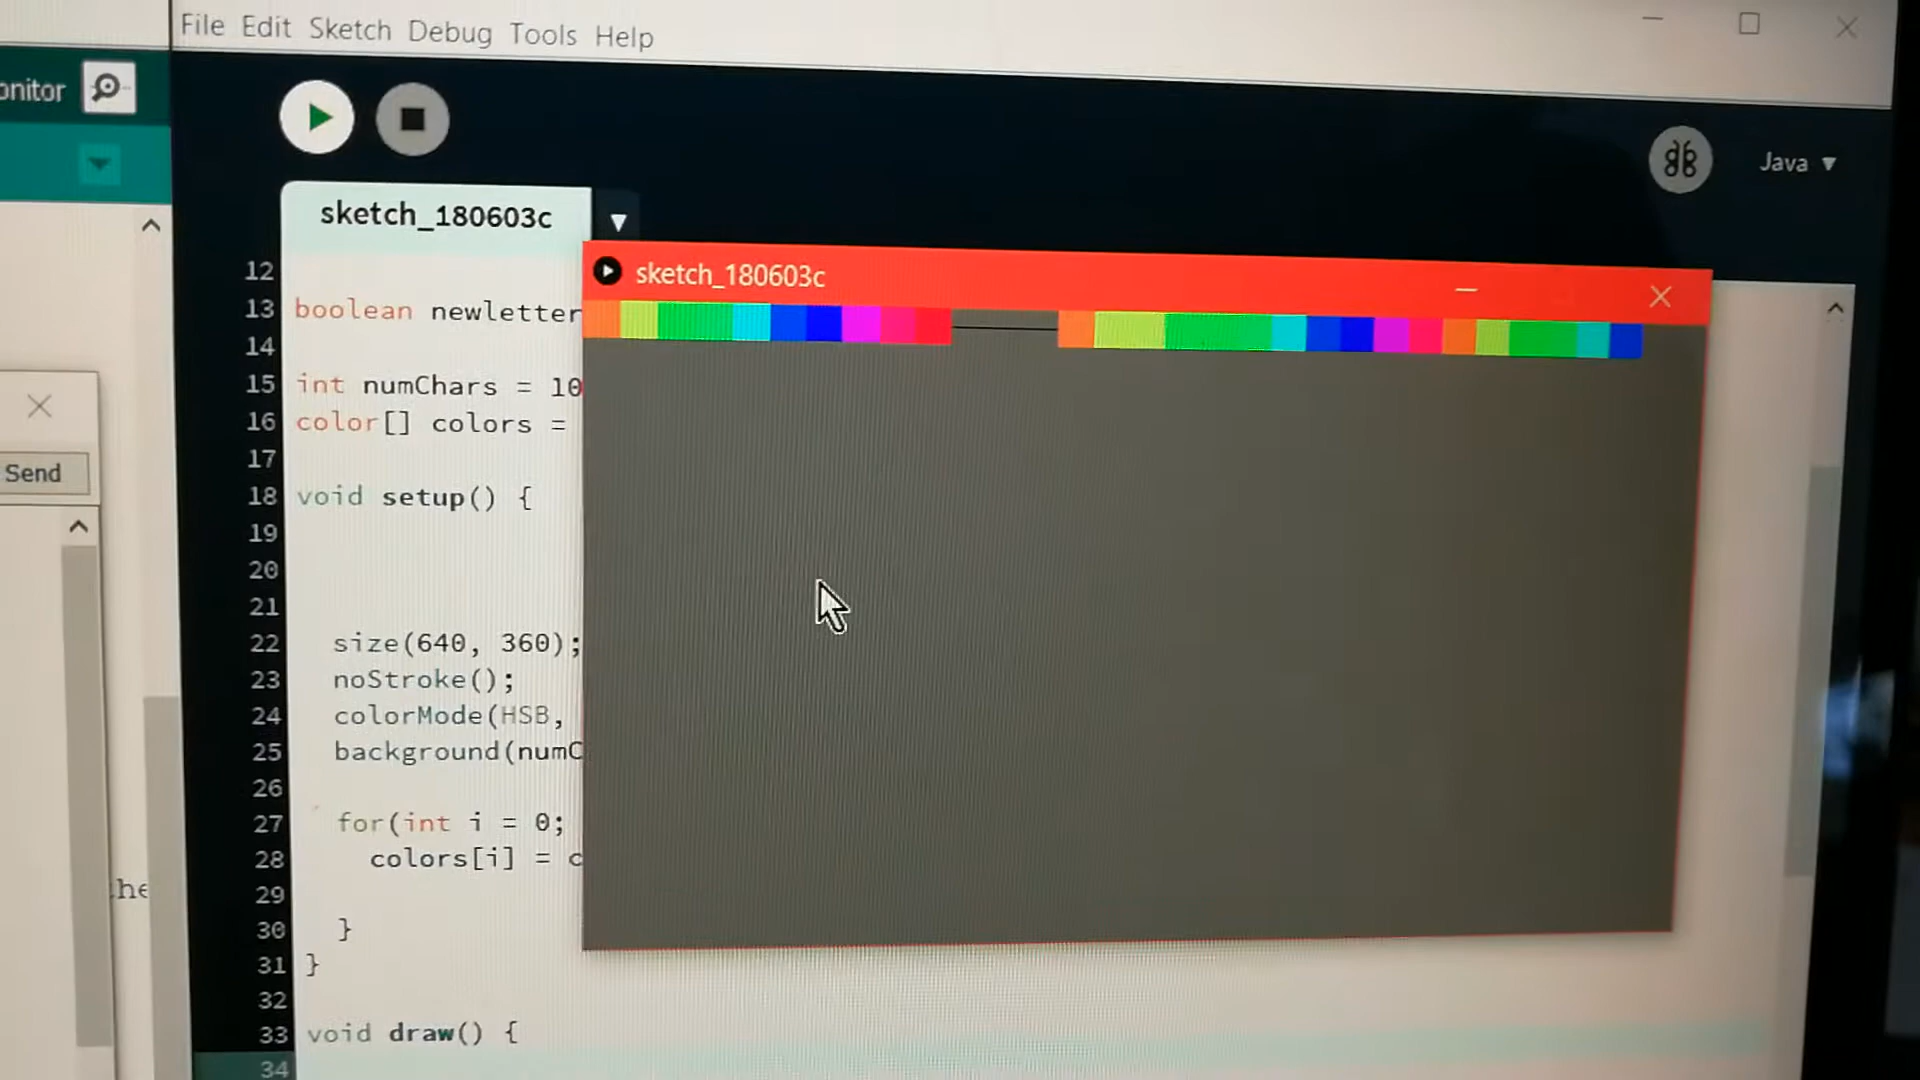 File Edit Sketch Debug Tools Help
onitor
Java
sketch_180603c
sketch_180603c
12
13 boolean newletter
14
15 int numChars = 10
16 color[] colors =
17
18 void setup() {
19
20
21
22 size(640, 360);
23 noStroke();
24 colorMode(HSB,
25 background(numC
26
27 for(int i = 0;
28 colors[i] = c
29
30 }
31 }
32
33 void draw() {
34
Send
he